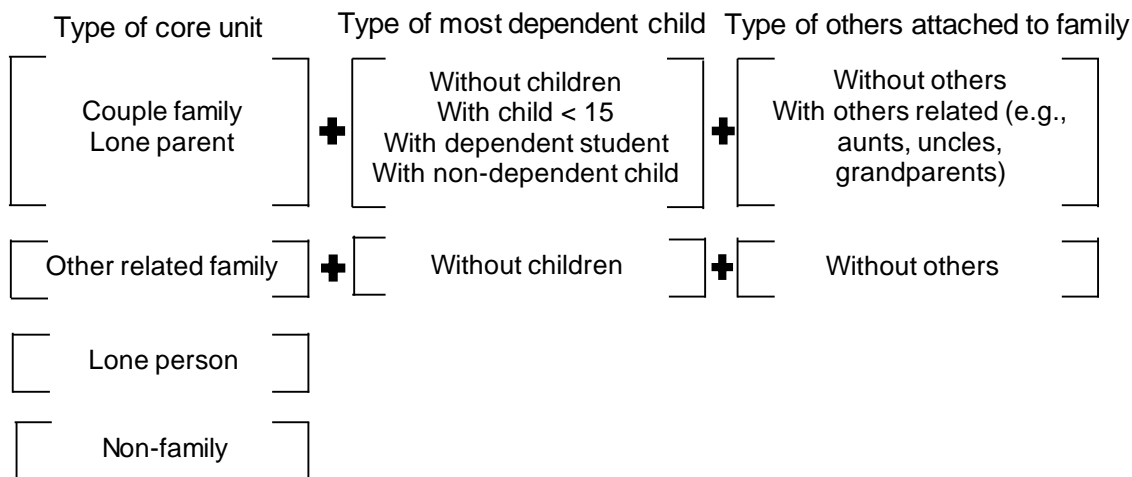 Type of core unit
Type of most dependent child
Type of others attached to family
Couple family
Lone parent
Without children
With child < 15
With dependent student
With non-dependent child
Without others
With others related (e.g.,
aunts, uncles,
grandparents)
Other related family
Without children
Without others
Lone person
Non-family